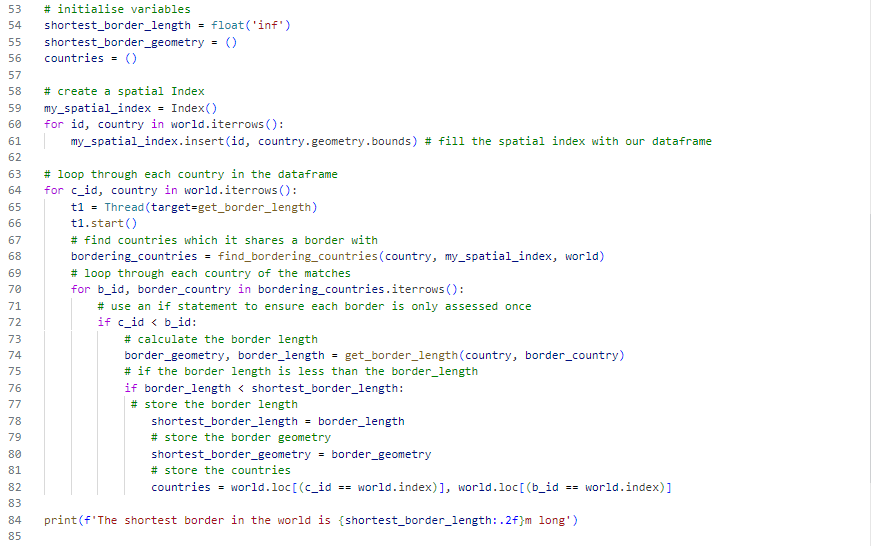 53 # initialise variables
54 shortest_border_length = float('inf')
55 shortest_border_geometry = ()
56 countries = ()
57
58 # create a spatial Index
59 my_spatial_index = Index()
60 for id, country in world.iterrows():
61     my_spatial_index.insert(id, country.geometry.bounds) # fill the spatial index with our dataframe
62
63 # loop through each country in the dataframe
64 for c_id, country in world.iterrows():
65     t1 = Thread(target=get_border_length)
66     t1.start()
67     # find countries which it shares a border with
68     bordering_countries = find_bordering_countries(country, my_spatial_index, world)
69     # loop through each country of the matches
70     for b_id, border_country in bordering_countries.iterrows():
71         # use an if statement to ensure each border is only assessed once
72         if c_id < b_id:
73             # calculate the border length
74             border_geometry, border_length = get_border_length(country, border_country)
75             # if the border length is less than the border_length
76             if border_length < shortest_border_length:
77              # store the border length
78                 shortest_border_length = border_length
79                 # store the border geometry
80                 shortest_border_geometry = border_geometry
81                 # store the countries
82                 countries = world.loc[(c_id == world.index)], world.loc[(b_id == world.index)]
83
84 print(f'The shortest border in the world is {shortest_border_length:.2f}m long')
85